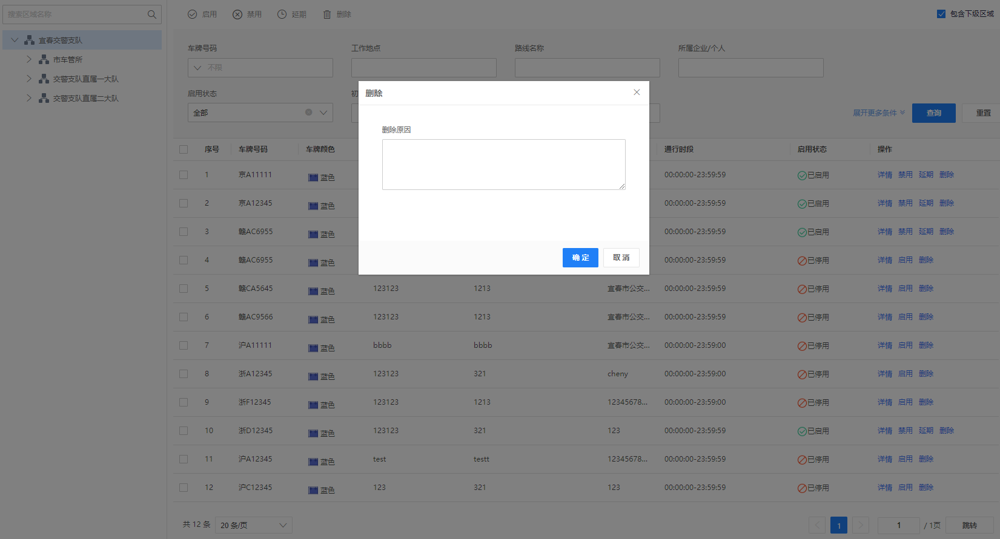 搜索区域名称
宜春交警支队
市车管所
交警支队直属一大队
交警支队直属二大队
启用 禁用 延期 删除
包含下级区域
车牌号码 工作地点 路线名称 所属企业/个人
不限
启用状态 初
全部
展开更多条件 查询 重置
删除
删除原因
确定 取消
序号 车牌号码 车牌颜色 通行时段 启用状态 操作
1 京A11111 蓝色 00:00:00-23:59:59 已启用 详情 禁用 延期 删除
2 京A12345 蓝色 00:00:00-23:59:59 已启用 详情 禁用 延期 删除
3 赣AC6955 蓝色 00:00:00-23:59:59 已启用 详情 禁用 延期 删除
4 赣AC6955 蓝色 00:00:00-23:59:59 已停用 详情 启用 删除
5 赣CA5645 蓝色 123123 1213 宜春市公交... 00:00:00-23:59:59 已停用 详情 启用 删除
6 赣AC9566 蓝色 123123 1213 宜春市公交... 00:00:00-23:59:59 已停用 详情 启用 删除
7 沪A11111 蓝色 bbbb bbbb 宜春市公交... 00:00:00-23:59:00 已停用 详情 启用 删除
8 浙A12345 蓝色 123123 321 cheny 00:00:00-23:59:00 已停用 详情 启用 删除
9 浙F12345 蓝色 123123 1213 12345678... 00:00:00-23:59:00 已停用 详情 启用 删除
10 浙D12345 蓝色 123123 321 123 00:00:00-23:59:59 已启用 详情 禁用 延期 删除
11 沪A12345 蓝色 test testt 12345678... 00:00:00-23:59:59 已停用 详情 启用 删除
12 沪C12345 蓝色 123 321 123 00:00:00-23:59:59 已停用 详情 启用 删除
共 12 条 20 条/页 1 1 / 1页 跳转